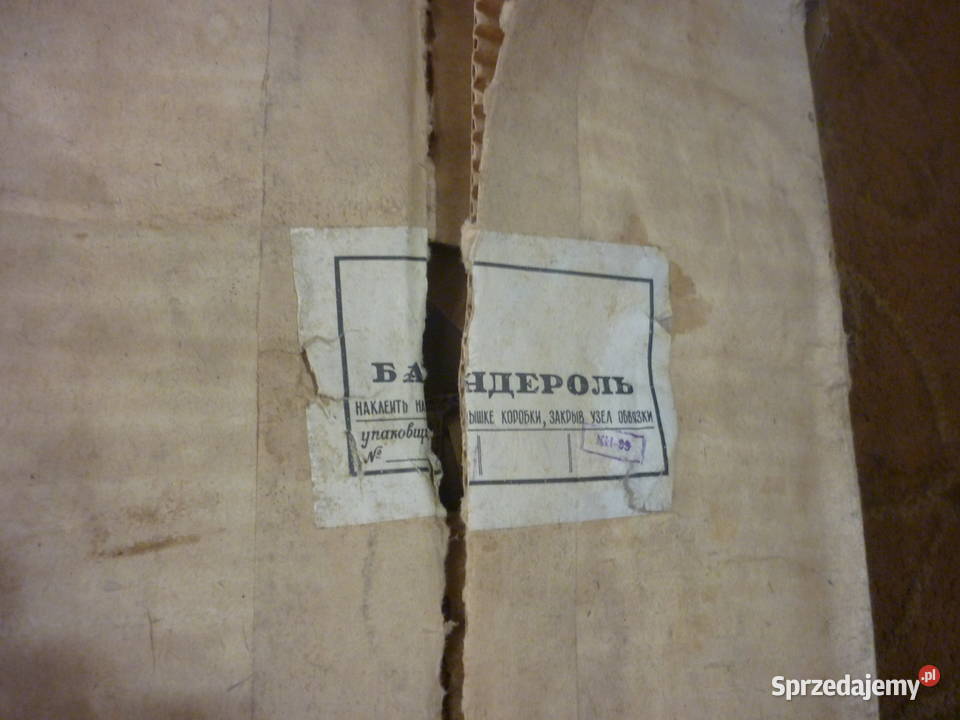 БА НДЕРОЛЬ
НАКЛЕИТЬ НА ЫШКЕ КОРОБКИ, ЗАКРЫВ УЗЕЛ ОБВЯЗКИ
упаковщ
№
Sprzedajemy.pl